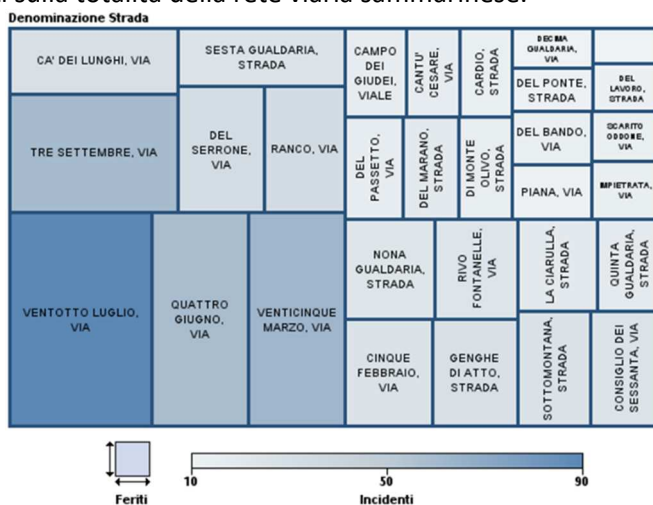 sulla totalità della rete viaria sammarinese.
Denominazione Strada
CA' DEI LUNGHI, VIA
SESTA GUALDARIA,
STRADA
CAMPO
DEI
GIUDEI,
VIALE
CANTU'
CESARE,
VIA
CARDIO,
STRADA
DECIMA
GUALDARIA,
VIA
DEL PONTE,
STRADA
DEL
LAVORO,
STRADA
TRE SETTEMBRE, VIA
DEL
SERRONE,
VIA
RANCO, VIA
DEL
PASSETTO,
VIA
DEL MARANO,
STRADA
DI MONTE
OLIVO,
STRADA
DEL BANDO,
VIA
SCARITO
ODDONE,
VIA
PIANA, VIA
IMPIETRATA,
VIA
VENTOTTO LUGLIO,
VIA
QUATTRO
GIUGNO,
VIA
VENTICINQUE
MARZO, VIA
NONA
GUALDARIA,
STRADA
RIVO
FONTANELLE,
VIA
LA CIARULLA,
STRADA
QUINTA
GUALDARIA,
STRADA
CINQUE
FEBBRAIO,
VIA
GENGHE
DI ATTO,
STRADA
SOTTOMONTANA,
STRADA
CONSIGLIO DEI
SESSANTA, VIA
Feriti
10 50 90
Incidenti